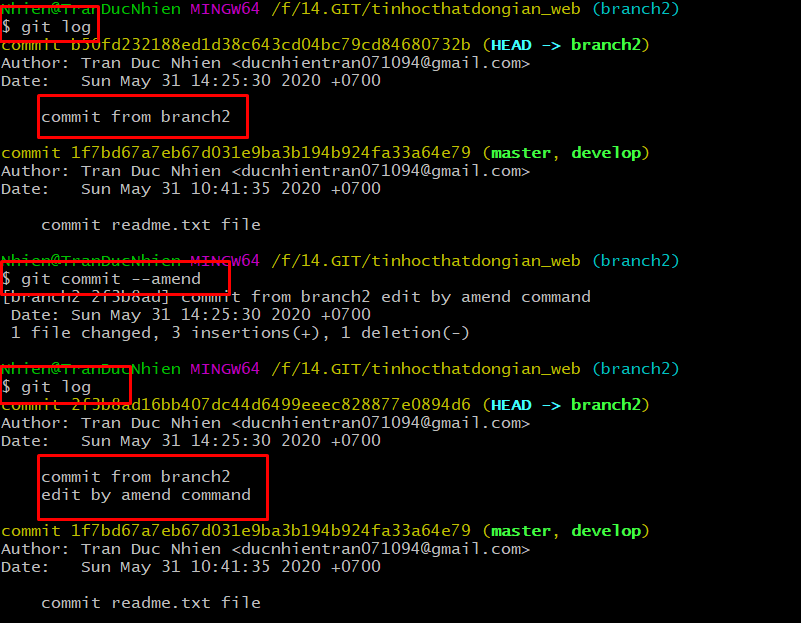 Nhien@TranDucNhien MINGW64 /f/14.GIT/tinhocthatdongian_web (branch2)
$ git log
commit b50fd232188ed1d38c643cd04bc79cd84680732b (HEAD -> branch2)
Author: Tran Duc Nhien <ducnhientran071094@gmail.com>
Date:   Sun May 31 14:25:30 2020 +0700
commit from branch2
commit 1f7bd67a7eb67d031e9ba3b194b924fa33a64e79 (master, develop)
Author: Tran Duc Nhien <ducnhientran071094@gmail.com>
Date:   Sun May 31 10:41:35 2020 +0700
commit readme.txt file
Nhien@TranDucNhien MINGW64 /f/14.GIT/tinhocthatdongian_web (branch2)
$ git commit --amend
[branch2 2f3b8ad] commit from branch2 edit by amend command
Date: Sun May 31 14:25:30 2020 +0700
1 file changed, 3 insertions(+), 1 deletion(-)
Nhien@TranDucNhien MINGW64 /f/14.GIT/tinhocthatdongian_web (branch2)
$ git log
commit 2f3b8ad16bb407dc44d6499eeec828877e0894d6 (HEAD -> branch2)
Author: Tran Duc Nhien <ducnhientran071094@gmail.com>
Date:   Sun May 31 14:25:30 2020 +0700
commit from branch2
edit by amend command
commit 1f7bd67a7eb67d031e9ba3b194b924fa33a64e79 (master, develop)
Author: Tran Duc Nhien <ducnhientran071094@gmail.com>
Date:   Sun May 31 10:41:35 2020 +0700
commit readme.txt file